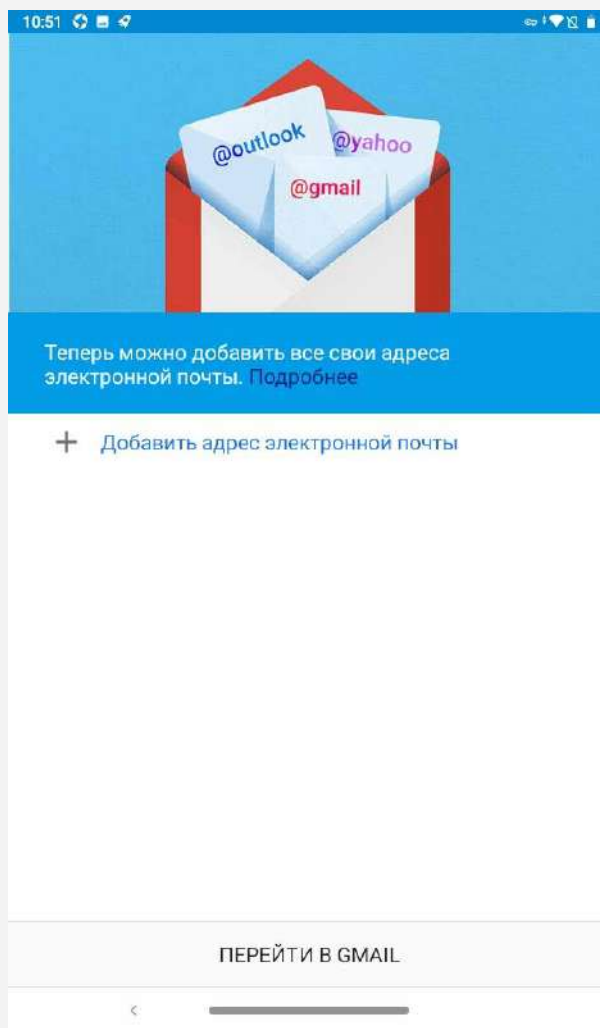 10:51
@outlook
@yahoo
@gmail
Теперь можно добавить все свои адреса
электронной почты. Подробнее
Добавить адрес электронной почты
ПЕРЕЙТИ В GMAIL